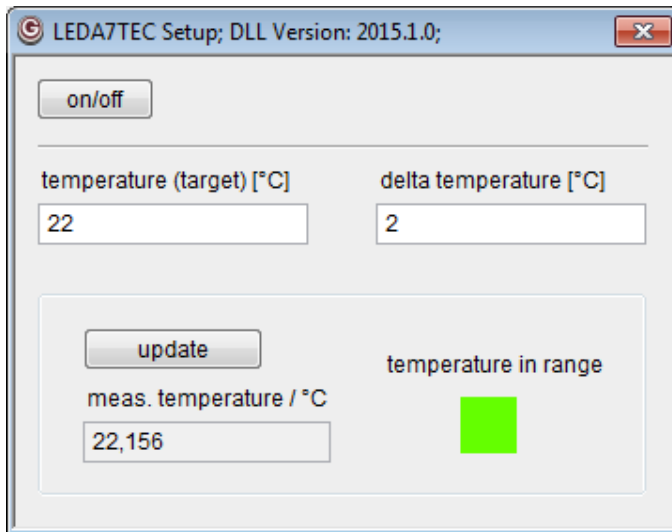 LEDA7TEC Setup; DLL Version: 2015.1.0;
on/off
temperature (target) [°C]
delta temperature [°C]
22
2
update
temperature in range
meas. temperature / °C
22,156